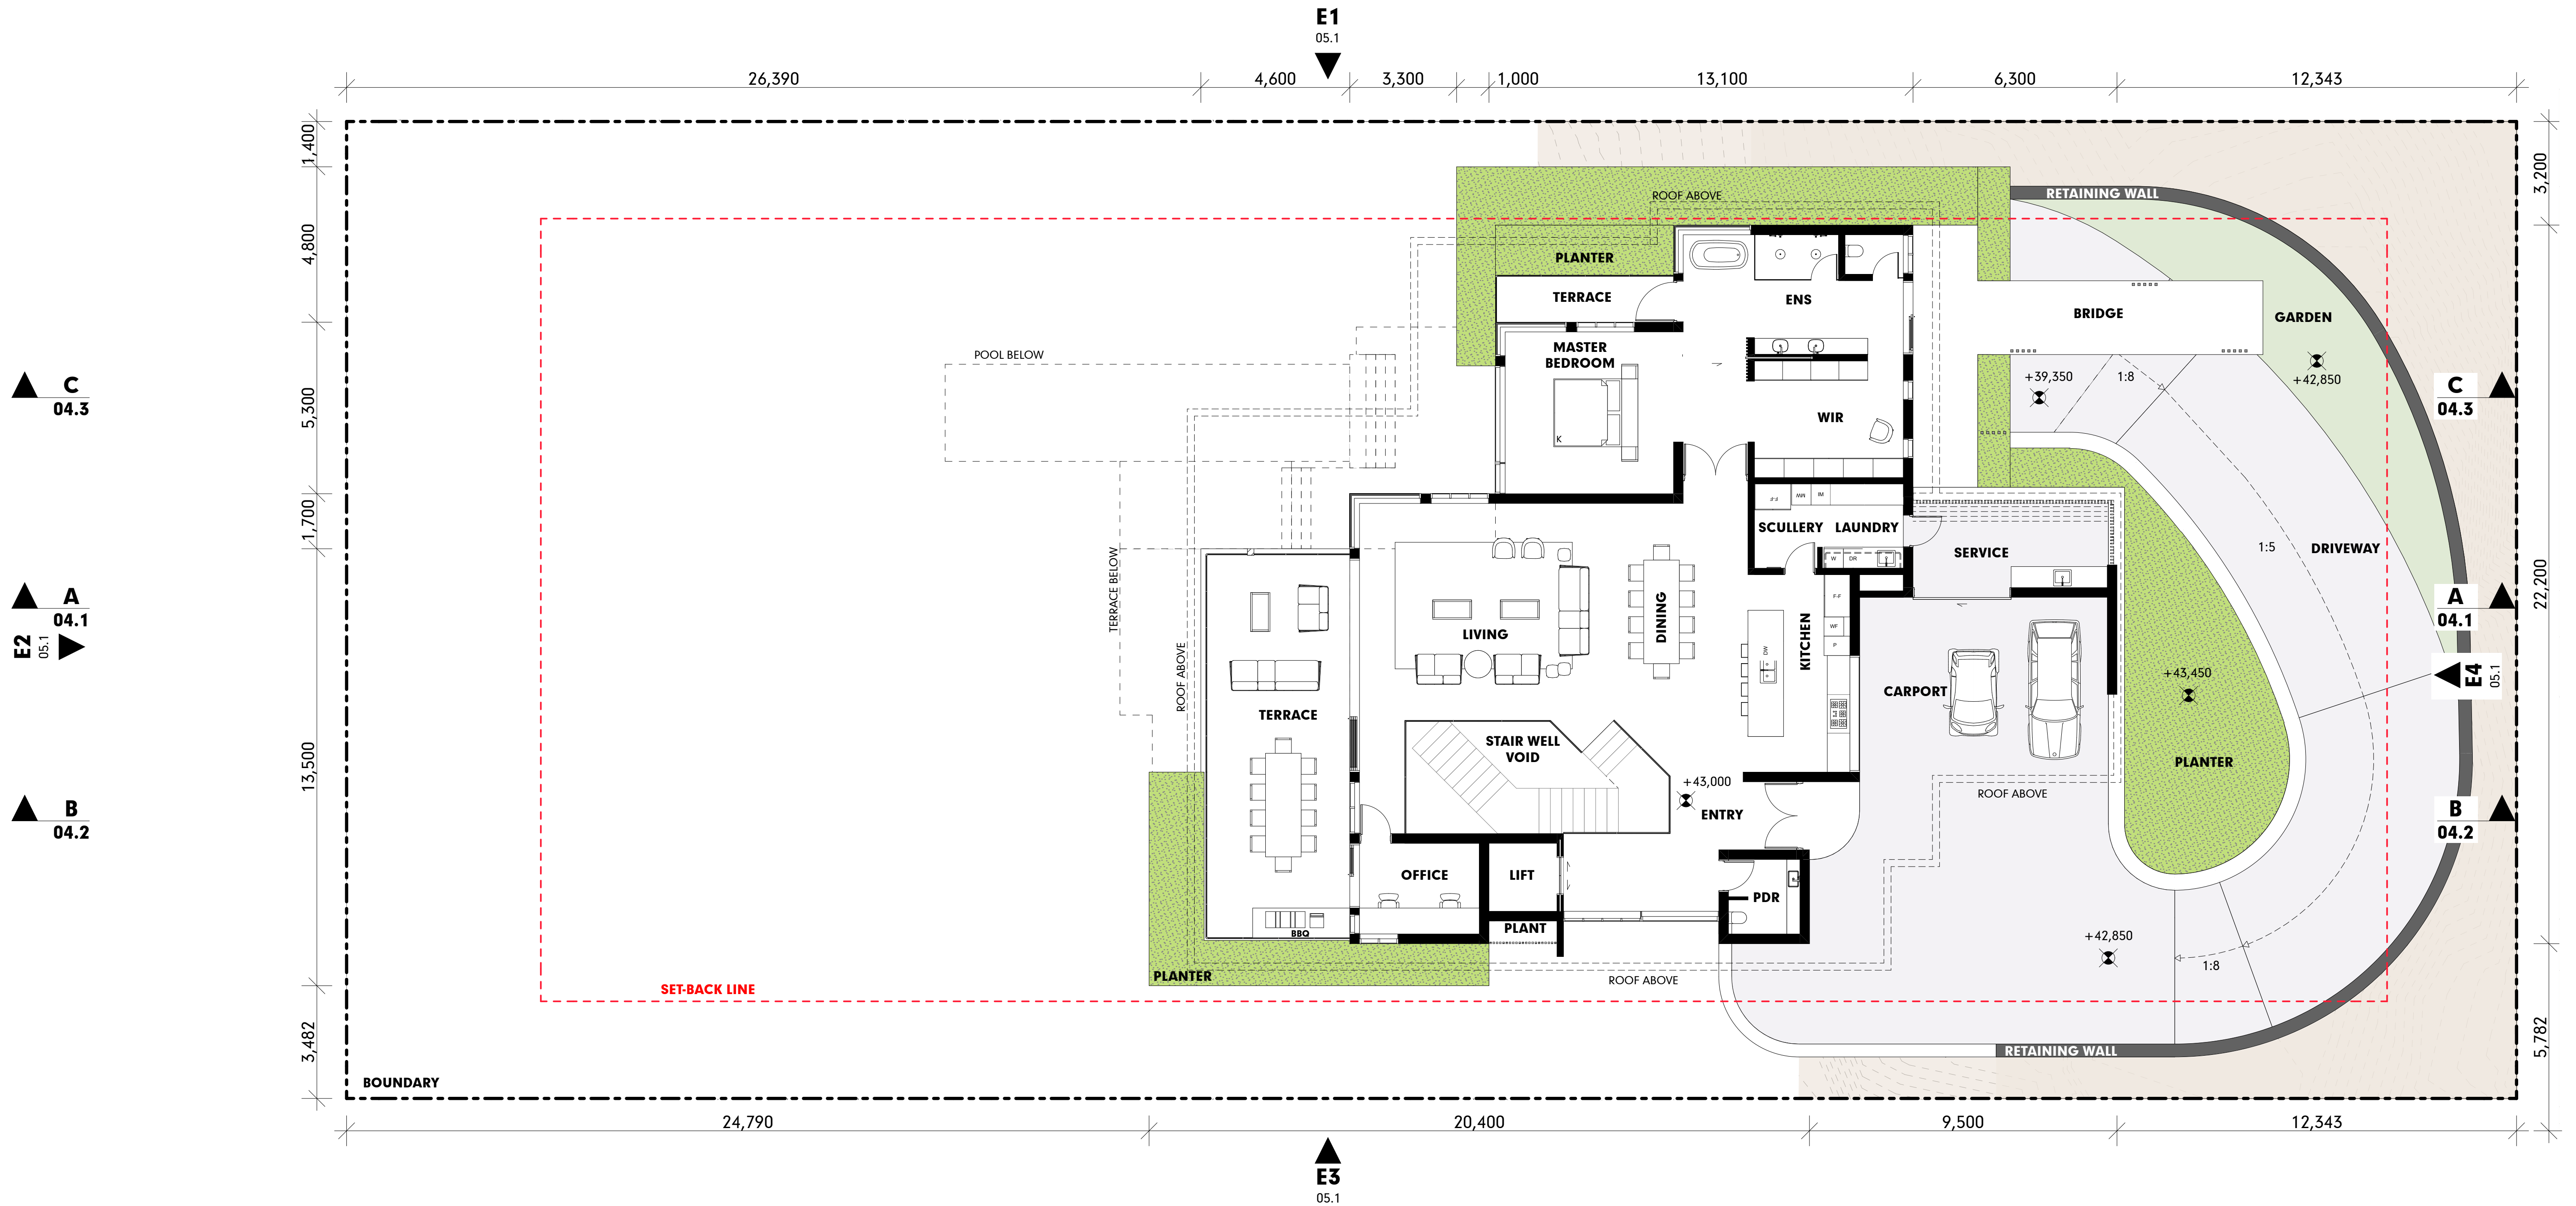 E1
05.1
26,390
4,600
3,300
1,000
13,100
6,300
12,343
1,400
4,800
5,300
1,700
13,500
3,482
3,200
22,200
5,782
RETAINING WALL
ROOF ABOVE
PLANTER
TERRACE
ENS
BRIDGE
GARDEN
+42,850
MASTER
BEDROOM
K
POOL BELOW
+39,350
1:8
C
04.3
C
04.3
WIR
F-F
MW
IM
SCULLERY
LAUNDRY
W
DR
SERVICE
1:5
DRIVEWAY
TERRACE BELOW
A
04.1
E2
05.1
A
04.1
E4
05.1
LIVING
DINING
KITCHEN
DW
F-F
WF
P
CARPORT
+43,450
ROOF ABOVE
TERRACE
STAIR WELL
VOID
PLANTER
+43,000
ENTRY
ROOF ABOVE
B
04.2
B
04.2
OFFICE
LIFT
PDR
PLANT
BBQ
+42,850
1:8
PLANTER
ROOF ABOVE
SET-BACK LINE
RETAINING WALL
BOUNDARY
24,790
20,400
9,500
12,343
E3
05.1